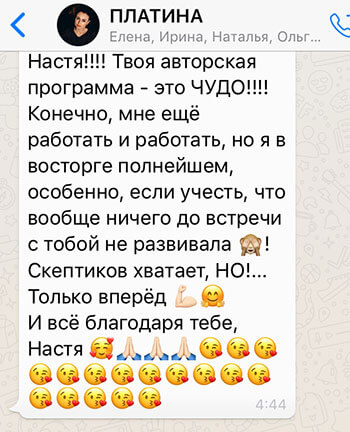 ПЛАТИНА
Елена, Ирина, Наталья, Ольг...
Настя!!!! Твоя авторская
программа - это ЧУДО!!!!
Конечно, мне ещё
работать и работать, но я в
восторге полнейшем,
особенно, если учесть, что
вообще ничего до встречи
с тобой не развивала 🙈!
Скептиков хватает, НО!...
Только вперёд 💪🏻🤗
И всё благодаря тебе,
Настя 🥰🙏🏻🙏🏻🙏🏻😘😘😘
😘😘😘😘😘😘😘😘😘
😘😘😘😘😘
4:44